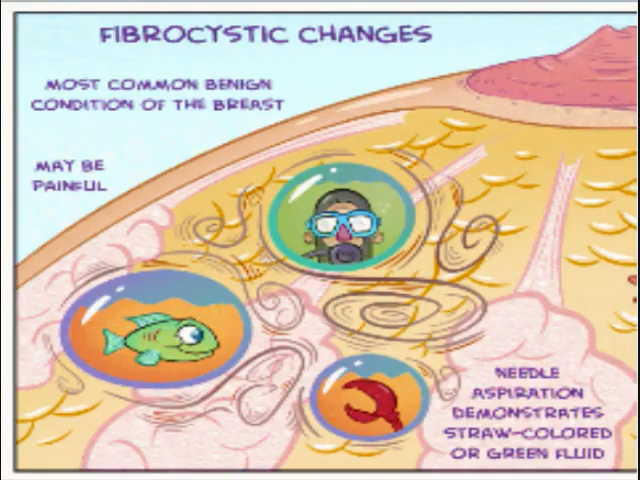 FIBROCYSTIC CHANGES
MOST COMMON BENIGN
CONDITION OF THE BREAST
MAY BE
PAINFUL
NEEDLE
ASPIRATION
DEMONSTRATES
STRAW-COLORED
OR GREEN FLUID